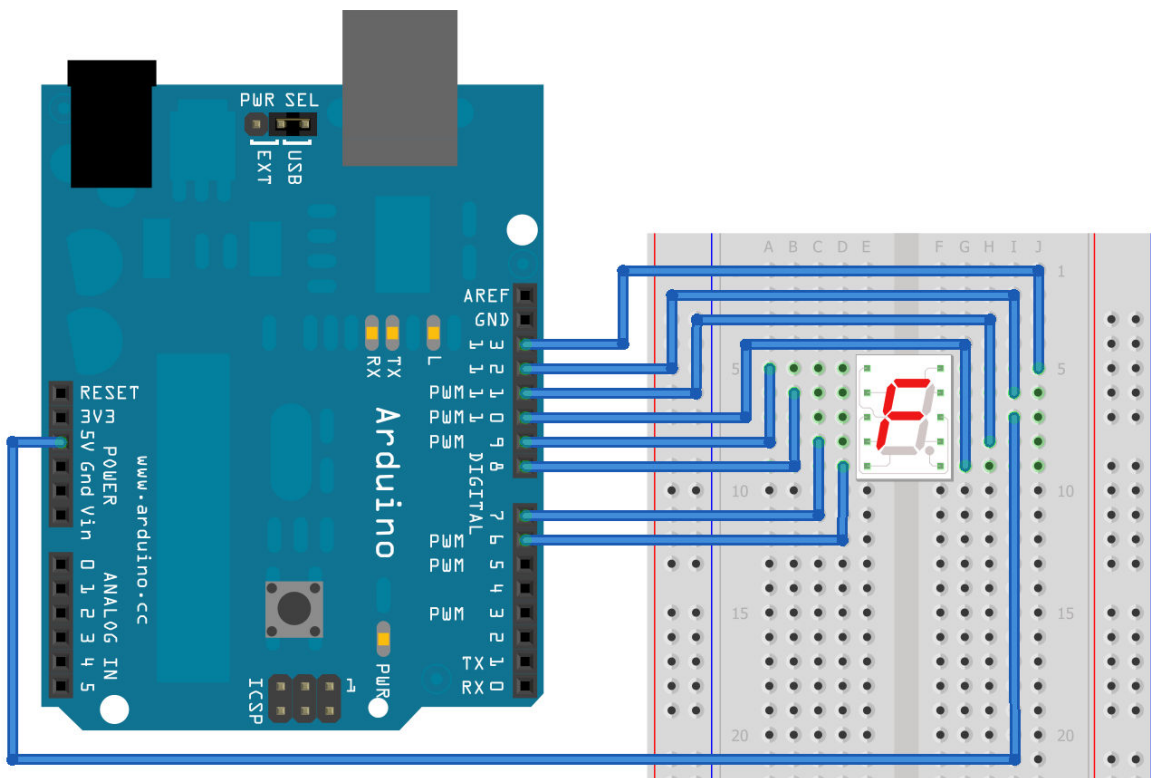 PWR SEL
EXT
USB
AREF
GND
13
12
PWM 11
PWM 10
PWM 9
8
7
PWM 6
PWM 5
4
PWM 3
2
TX 1
RX 0
DIGITAL
RX
TX
L
Arduino
www.arduino.cc
RESET
3V3
5V
Gnd
Vin
POWER
0
1
2
3
4
5
ANALOG IN
ICSP
1
PWR
A B C D E F G H I J
1
5 5
10 10
15 15
20 20